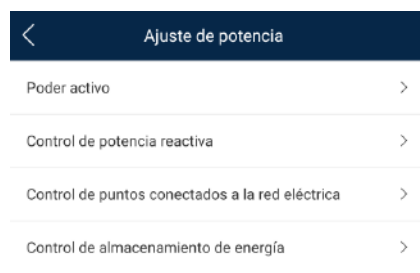 Ajuste de potencia
Poder activo
Control de potencia reactiva
Control de puntos conectados a la red eléctrica
Control de almacenamiento de energía